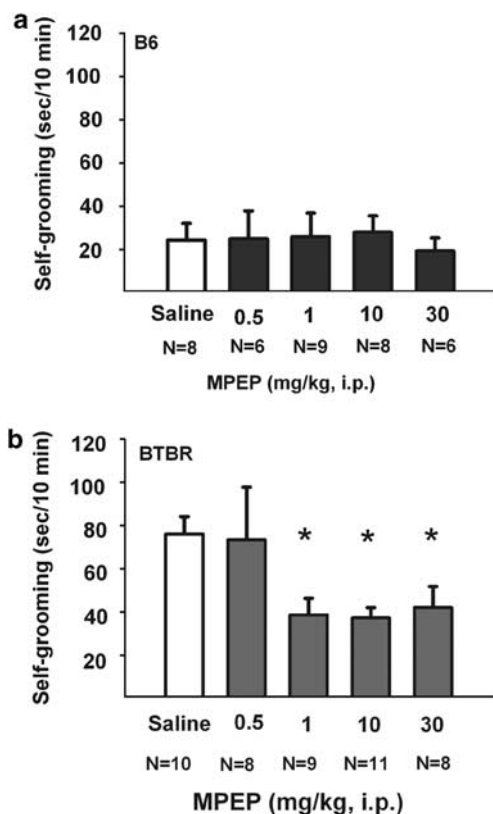 a
B6
Self-grooming (sec/10 min)
120
100
80
60
40
20
Saline 0.5 1 10 30
N=8 N=6 N=9 N=8 N=6
MPEP (mg/kg, i.p.)
b
BTBR
Self-grooming (sec/10 min)
120
100
80
60
40
20
* * *
Saline 0.5 1 10 30
N=10 N=8 N=9 N=11 N=8
MPEP (mg/kg, i.p.)